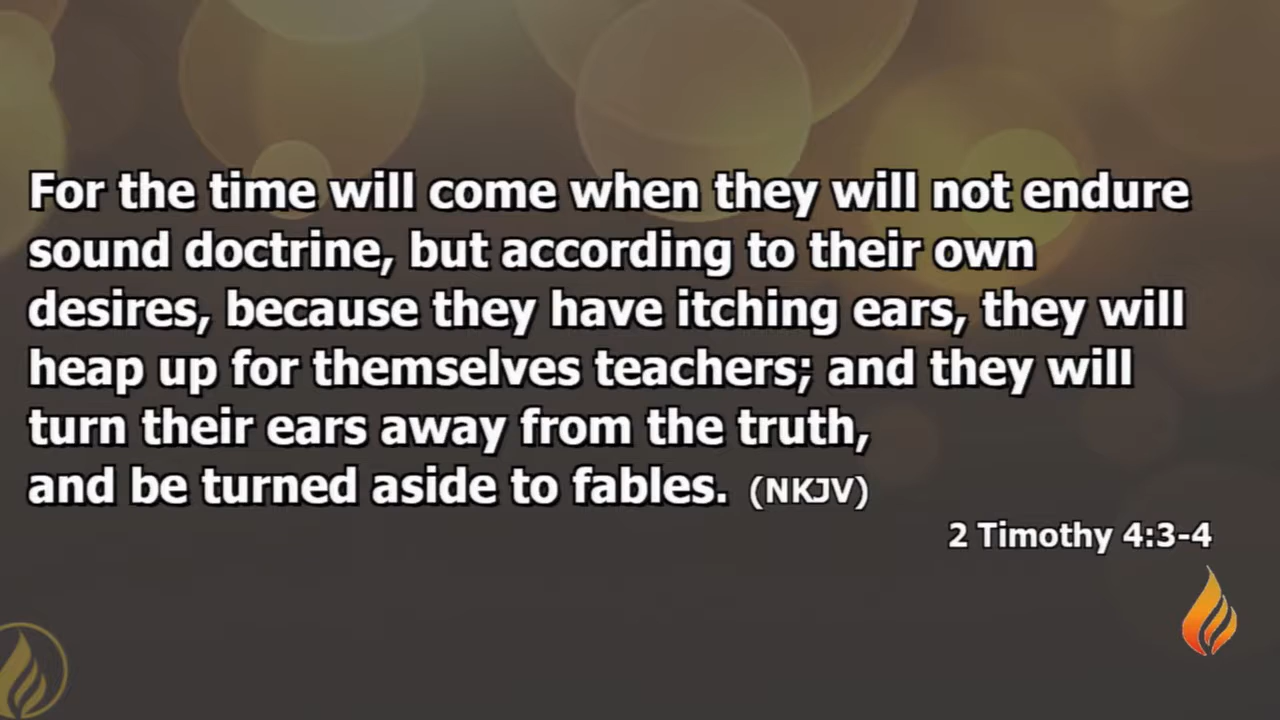 For the time will come when they will not endure
sound doctrine, but according to their own
desires, because they have itching ears, they will
heap up for themselves teachers; and they will
turn their ears away from the truth,
and be turned aside to fables. (NKJV)
2 Timothy 4:3-4